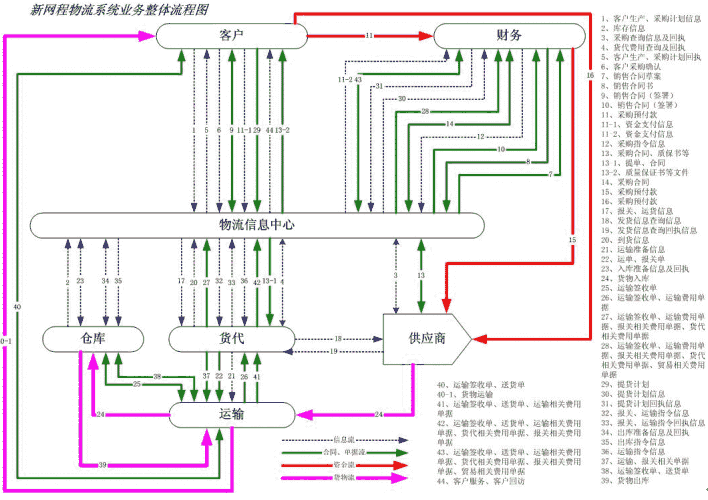 新网程物流系统业务整体流程图
客户
财务
11
16
1
5
6
9
11-1
29
44
13-2
11-2
43
31
30
28
14
12
10
8
7
物流信息中心
15
2
23
34
35
17
20
27
32
33
36
42
13-1
4
3
13
40
40-1
仓库
货代
供应商
18
19
38
25
37
22
21
26
41
24
24
运输
39
信息流
合同、单据流
资金流
货物流
1、客户生产、采购计划信息
2、库存信息
3、采购查询信息及回执
4、货代费用查询及回执
5、客户生产、采购计划回执
6、客户采购确认
7、销售合同草案
8、销售合同书
9、销售合同（签署）
10、销售合同（签署）
11、采购预付款
11-1、资金支付信息
11-2、资金支付信息
12、采购指令信息
13、采购合同、质保书等
13-1、提单、合同
13-2、质量保证书等文件
14、采购合同
15、采购预付款
16、采购预付款
17、报关、运货信息
18、发货信息查询信息
19、发货信息查询回执信息
20、到货信息
21、运输准备信息
22、运单、报关单
23、入库准备信息及回执
24、货物入库
25、运输签收单
26、运输签收单、运输费用单
据
27、运输签收单、运输费用单
据、报关相关费用单据、货代
相关费用单据
28、运输签收单、运输费用单
据、报关相关费用单据、货代
相关费用单据、贸易相关费用
单据
29、提货计划
30、提货计划信息
31、提货计划回执信息
32、报关、运输指令信息
33、报关、运输指令回执信息
34、出库准备信息及回执
35、出库指令信息
36、运输指令信息
37、运输、报关相关单据
38、运输签收单、送货单
39、货物出库
40、运输签收单、送货单
40-1、货物运输
41、运输签收单、送货单、运输相关费用
单据
42、运输签收单、送货单、运输相关费用
单据、货代相关费用单据、报关相关费用
单据
43、运输签收单、送货单、运输相关费用
单据、货代相关费用单据、报关相关费用
单据、贸易相关费用单据
44、客户服务、客户回访